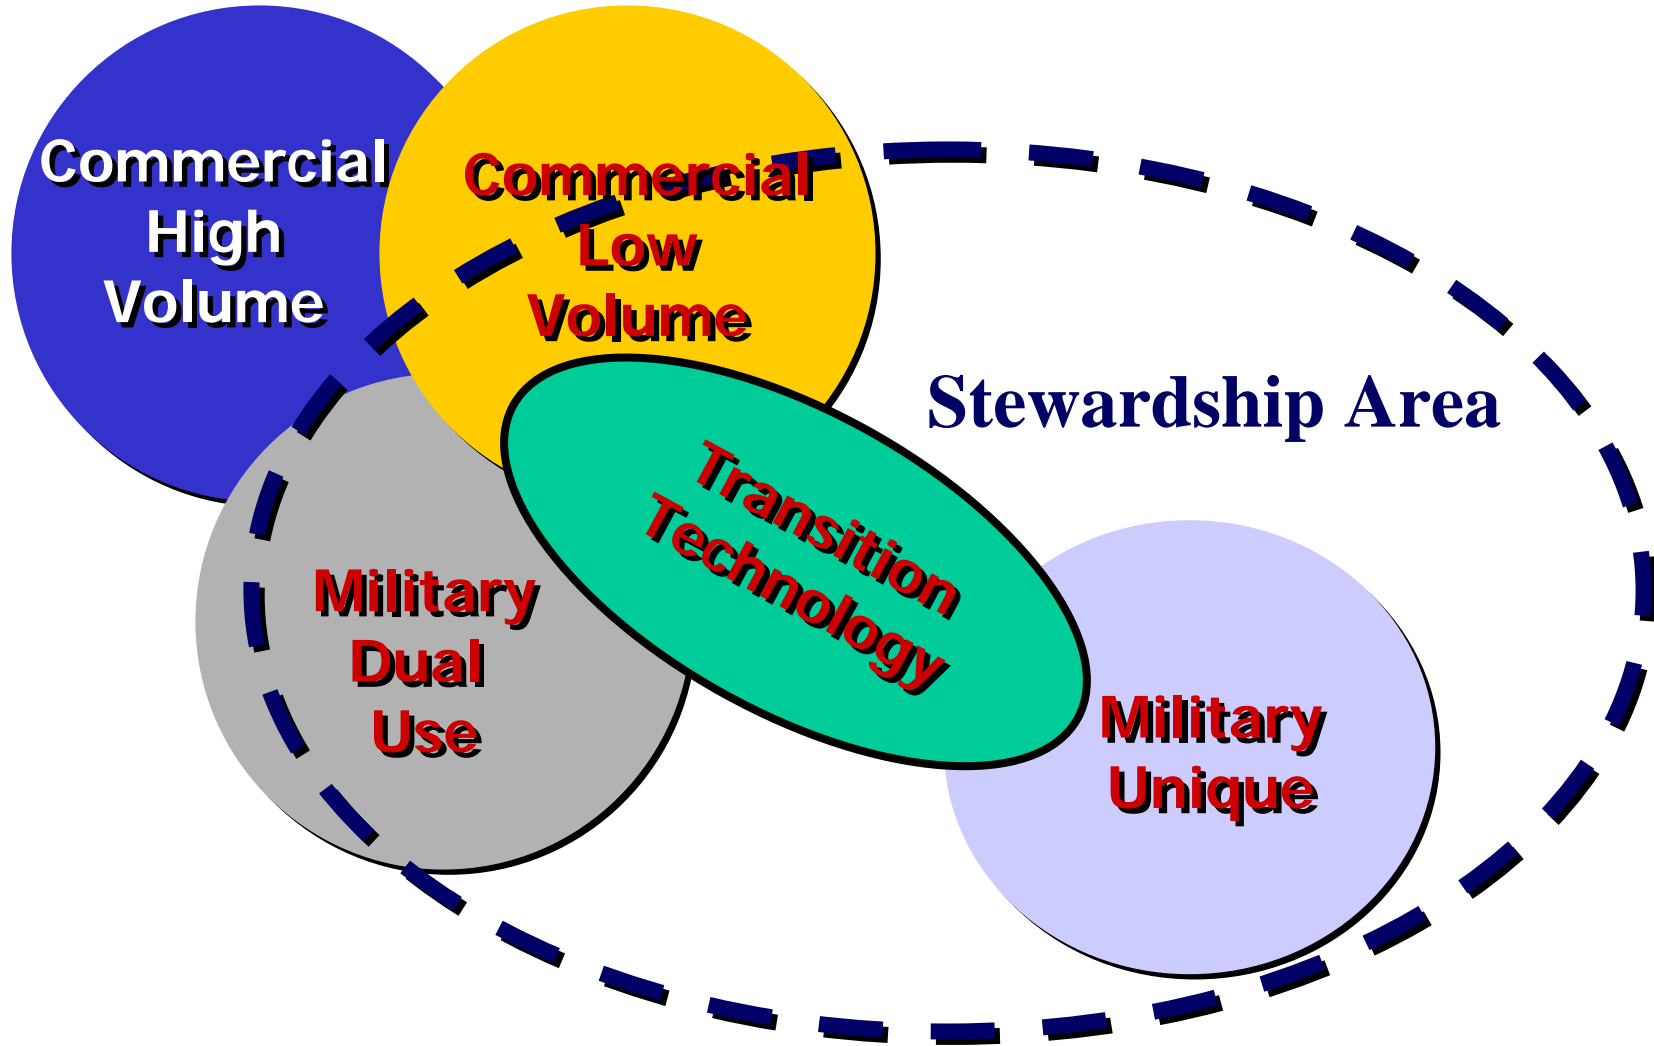 Commercial
High
Volume
Commercial
Low
Volume
Stewardship Area
Transition
Technology
Military
Dual
Use
Military
Unique